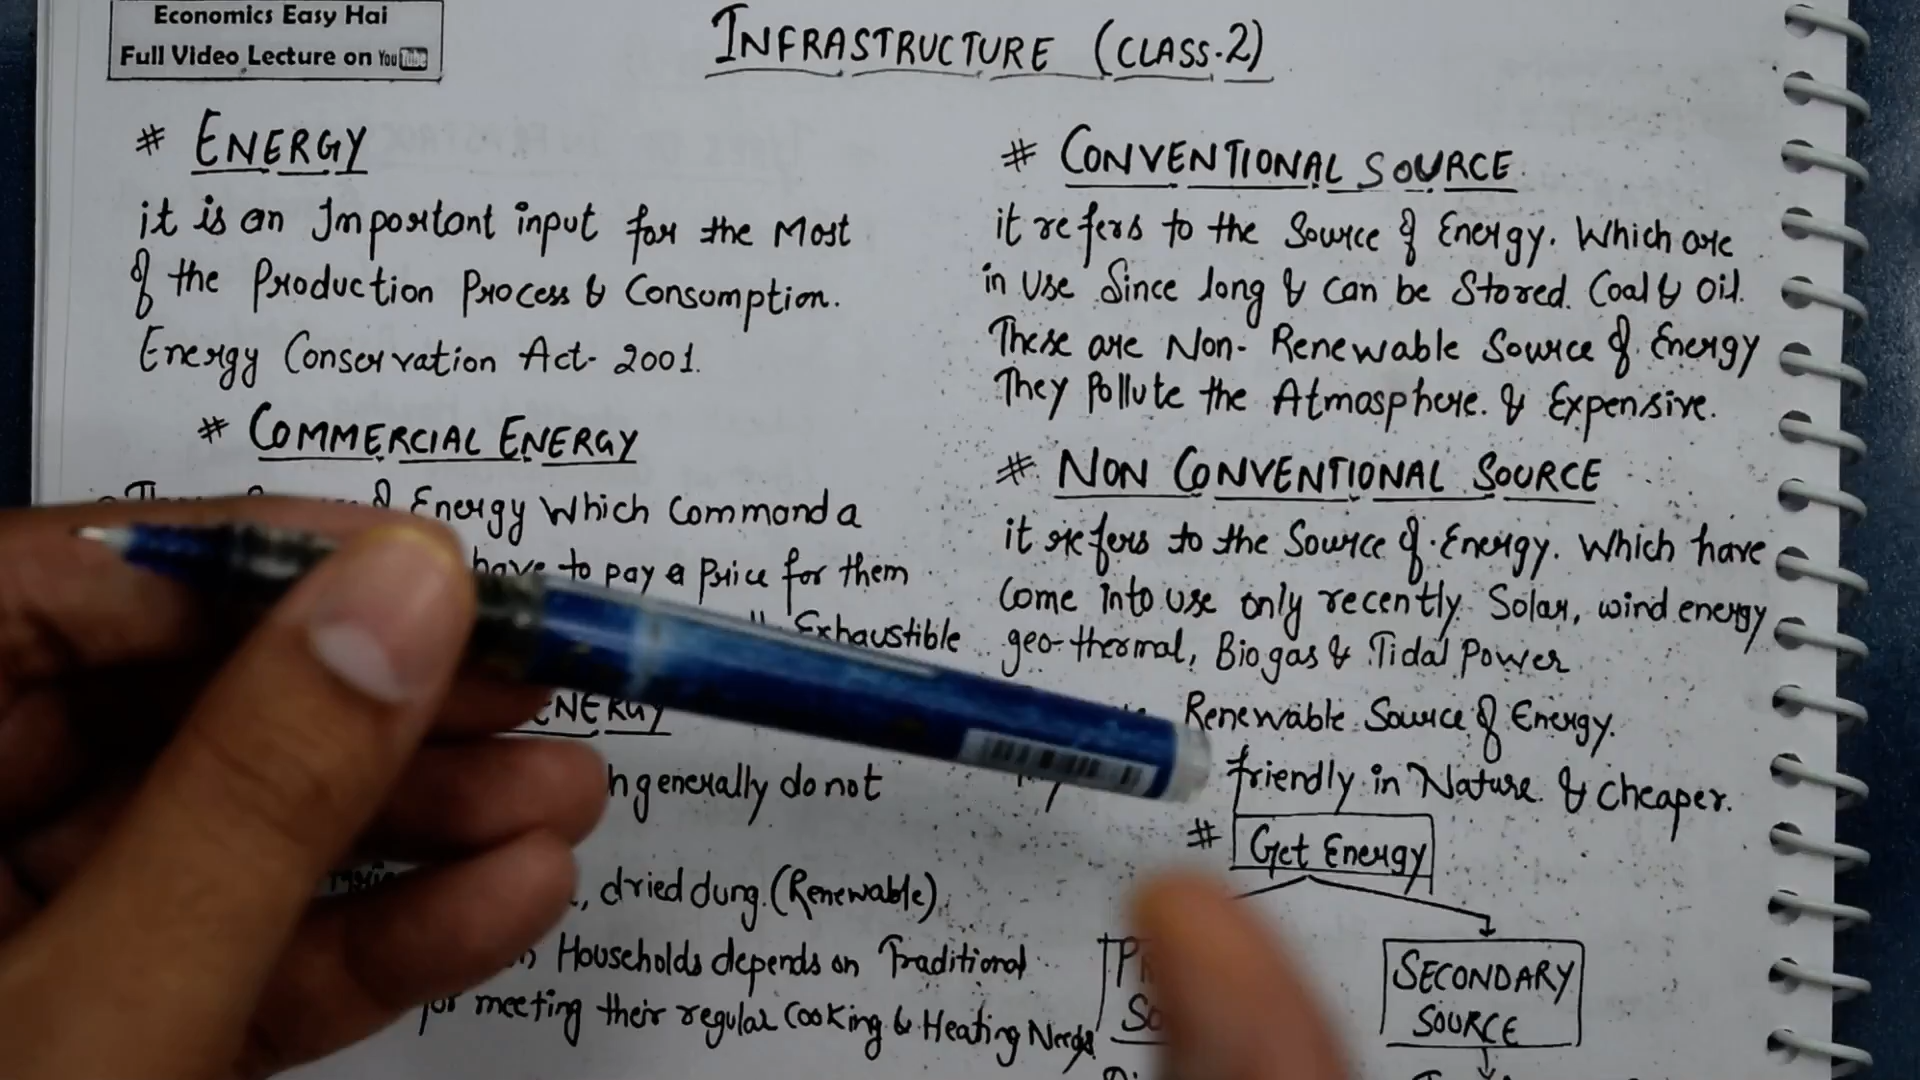 Economics Easy Hai
Full Video Lecture on YouTube
INFRASTRUCTURE (CLASS-2)
# ENERGY
it is an Important input for the Most
of the Production Process & Consumption.
Energy Conservation Act- 2001.
# COMMERCIAL ENERGY
of Energy Which Command a
have to pay a Price for them
Exhaustible
ENERGY
generally do not
, dried dung. (Renewable)
Households depends on Traditional
for meeting their regular Cooking & Heating Needs
# CONVENTIONAL SOURCE
it refers to the Source of Energy. Which are
in Use Since long & Can be Stored. Coal & Oil.
These are Non- Renewable Source of Energy
They Pollute the Atmosphere. & Expensive.
# NON CONVENTIONAL SOURCE
it refers to the Source of Energy. Which have
Come into use only recently. Solar, wind energy
geo-thermal, Bio gas & Tidal Power
Renewable Source of Energy.
friendly in Nature & Cheaper.
# Get Energy
SECONDARY
SOURCE